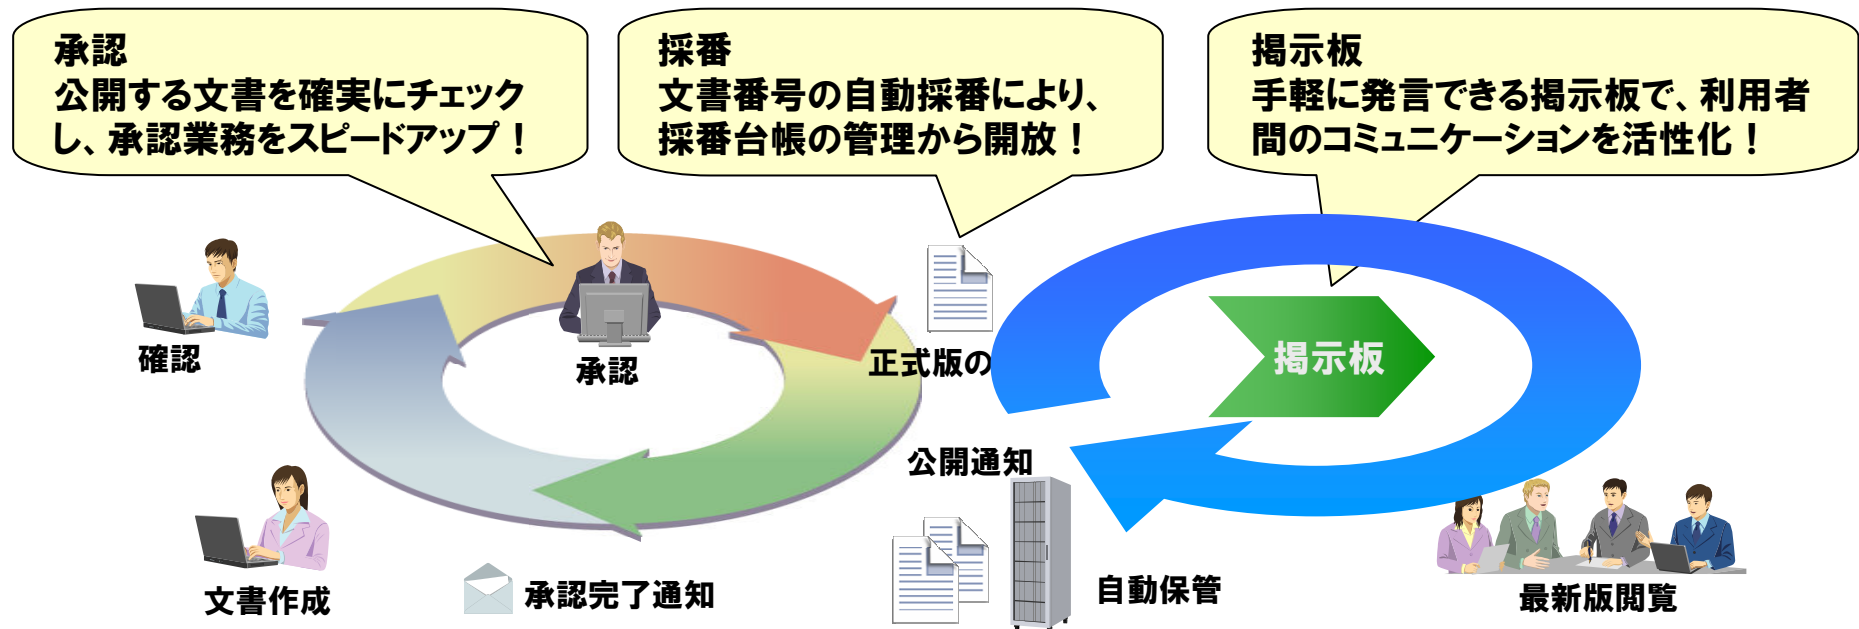 承認
公開する文書を確実にチェック
し、承認業務をスピードアップ！
採番
文書番号の自動採番により、
採番台帳の管理から開放！
掲示板
手軽に発言できる掲示板で、利用者
間のコミュニケーションを活性化！
確認
承認
正式版の
掲示板
公開通知
文書作成
承認完了通知
自動保管
最新版閲覧